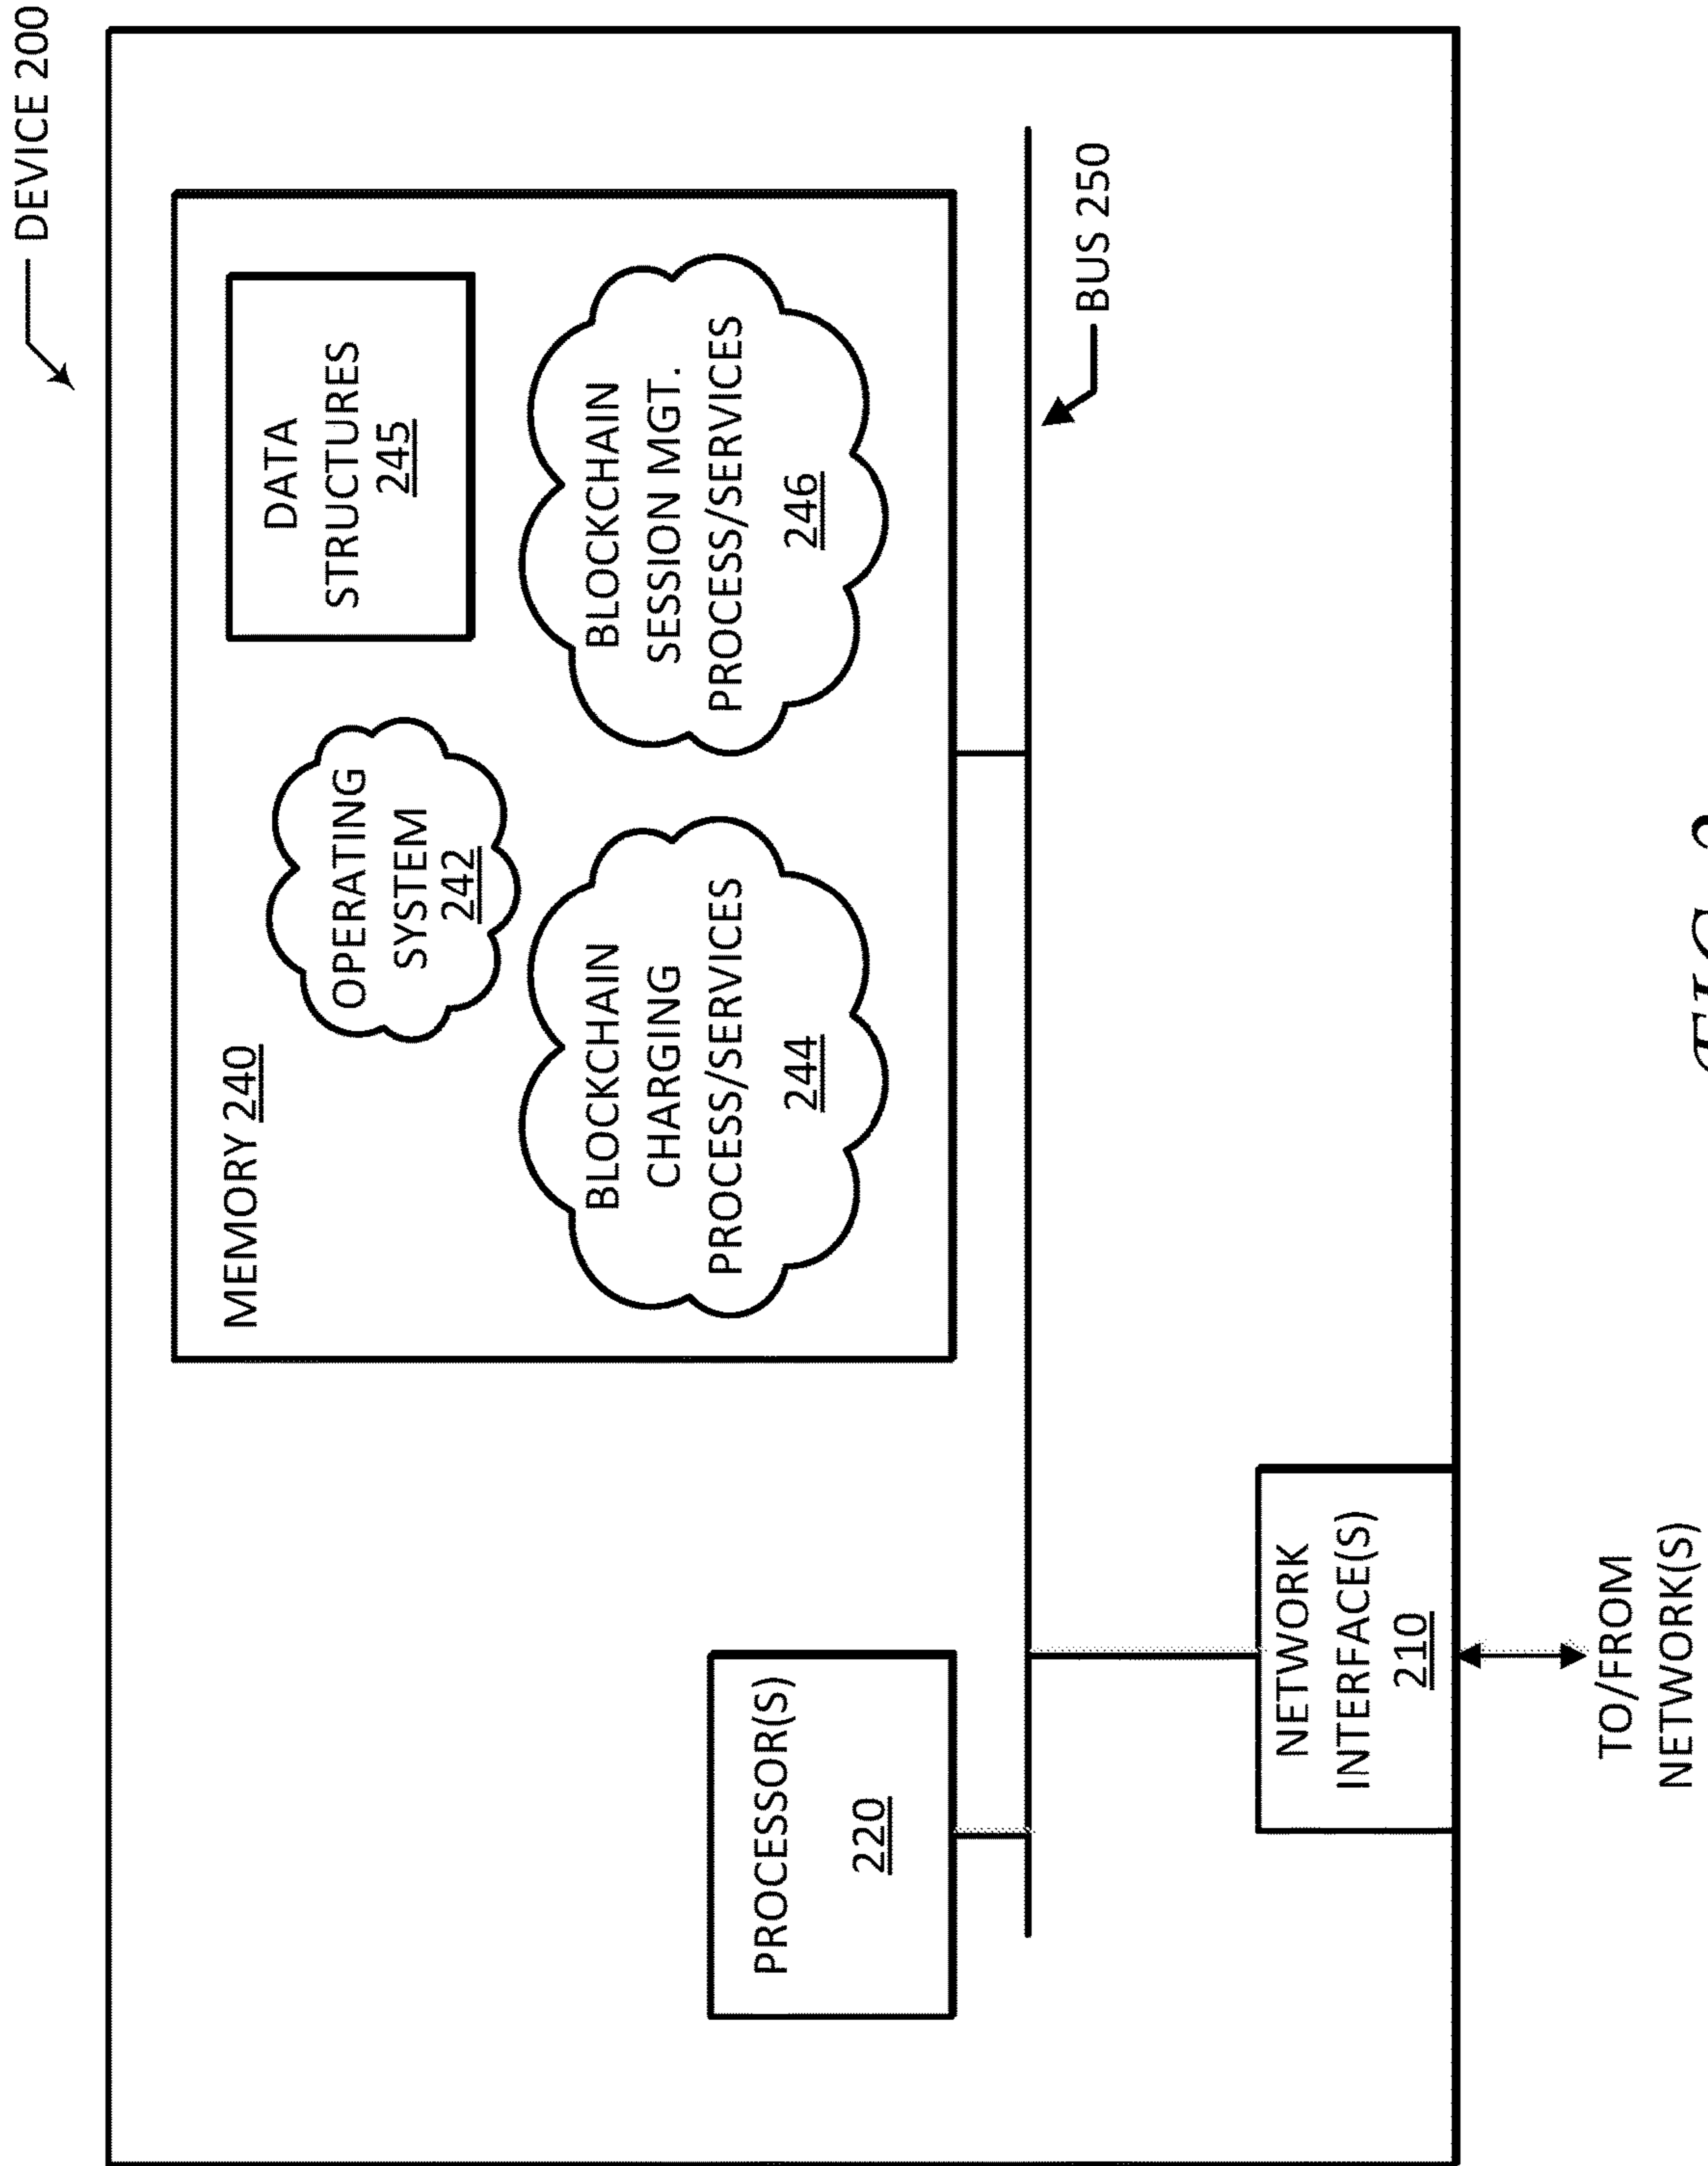 DEVICE 200
MEMORY 240
OPERATING
SYSTEM
242
DATA
STRUCTURES
245
BLOCKCHAIN
CHARGING
PROCESS/SERVICES
244
BLOCKCHAIN
SESSION MGT.
PROCESS/SERVICES
246
PROCESSOR(S)
220
BUS 250
NETWORK
INTERFACE(S)
210
TO/FROM
NETWORK(S)